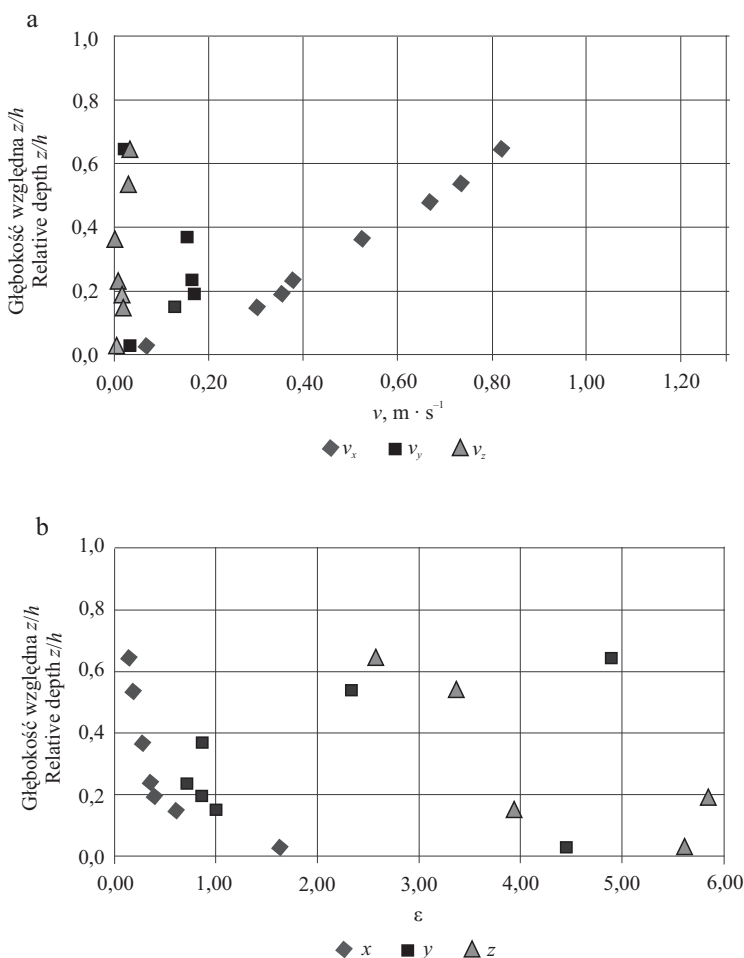 a
Głębokość względna z/h
Relative depth z/h
1,0
0,8
0,6
0,4
0,2
0,0
0,00 0,20 0,40 0,60 0,80 1,00 1,20
v, m · s⁻¹
vₓ v_y v_z
b
Głębokość względna z/h
Relative depth z/h
1,0
0,8
0,6
0,4
0,2
0,0
0,00 1,00 2,00 3,00 4,00 5,00 6,00
ε
x y z